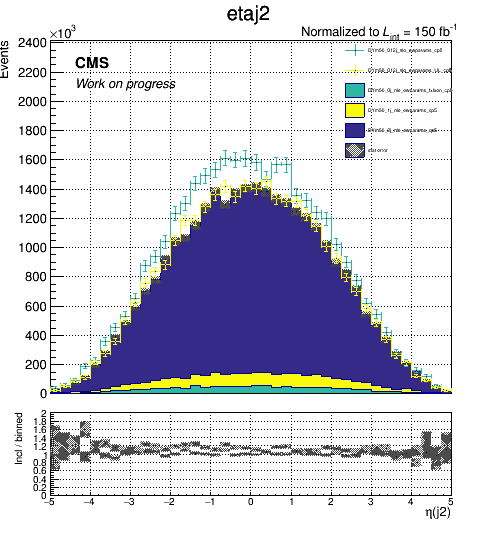 etaj2
Normalized to L_int = 150 fb⁻¹
×10³
Events
CMS
Work on progress
stat error
2400
2200
2000
1800
1600
1400
1200
1000
800
600
400
200
0
Incl / binned
2
1.8
1.6
1.4
1.2
1
0.8
0.6
0.4
0.2
0
−5 −4 −3 −2 −1 0 1 2 3 4 5
η(j2)